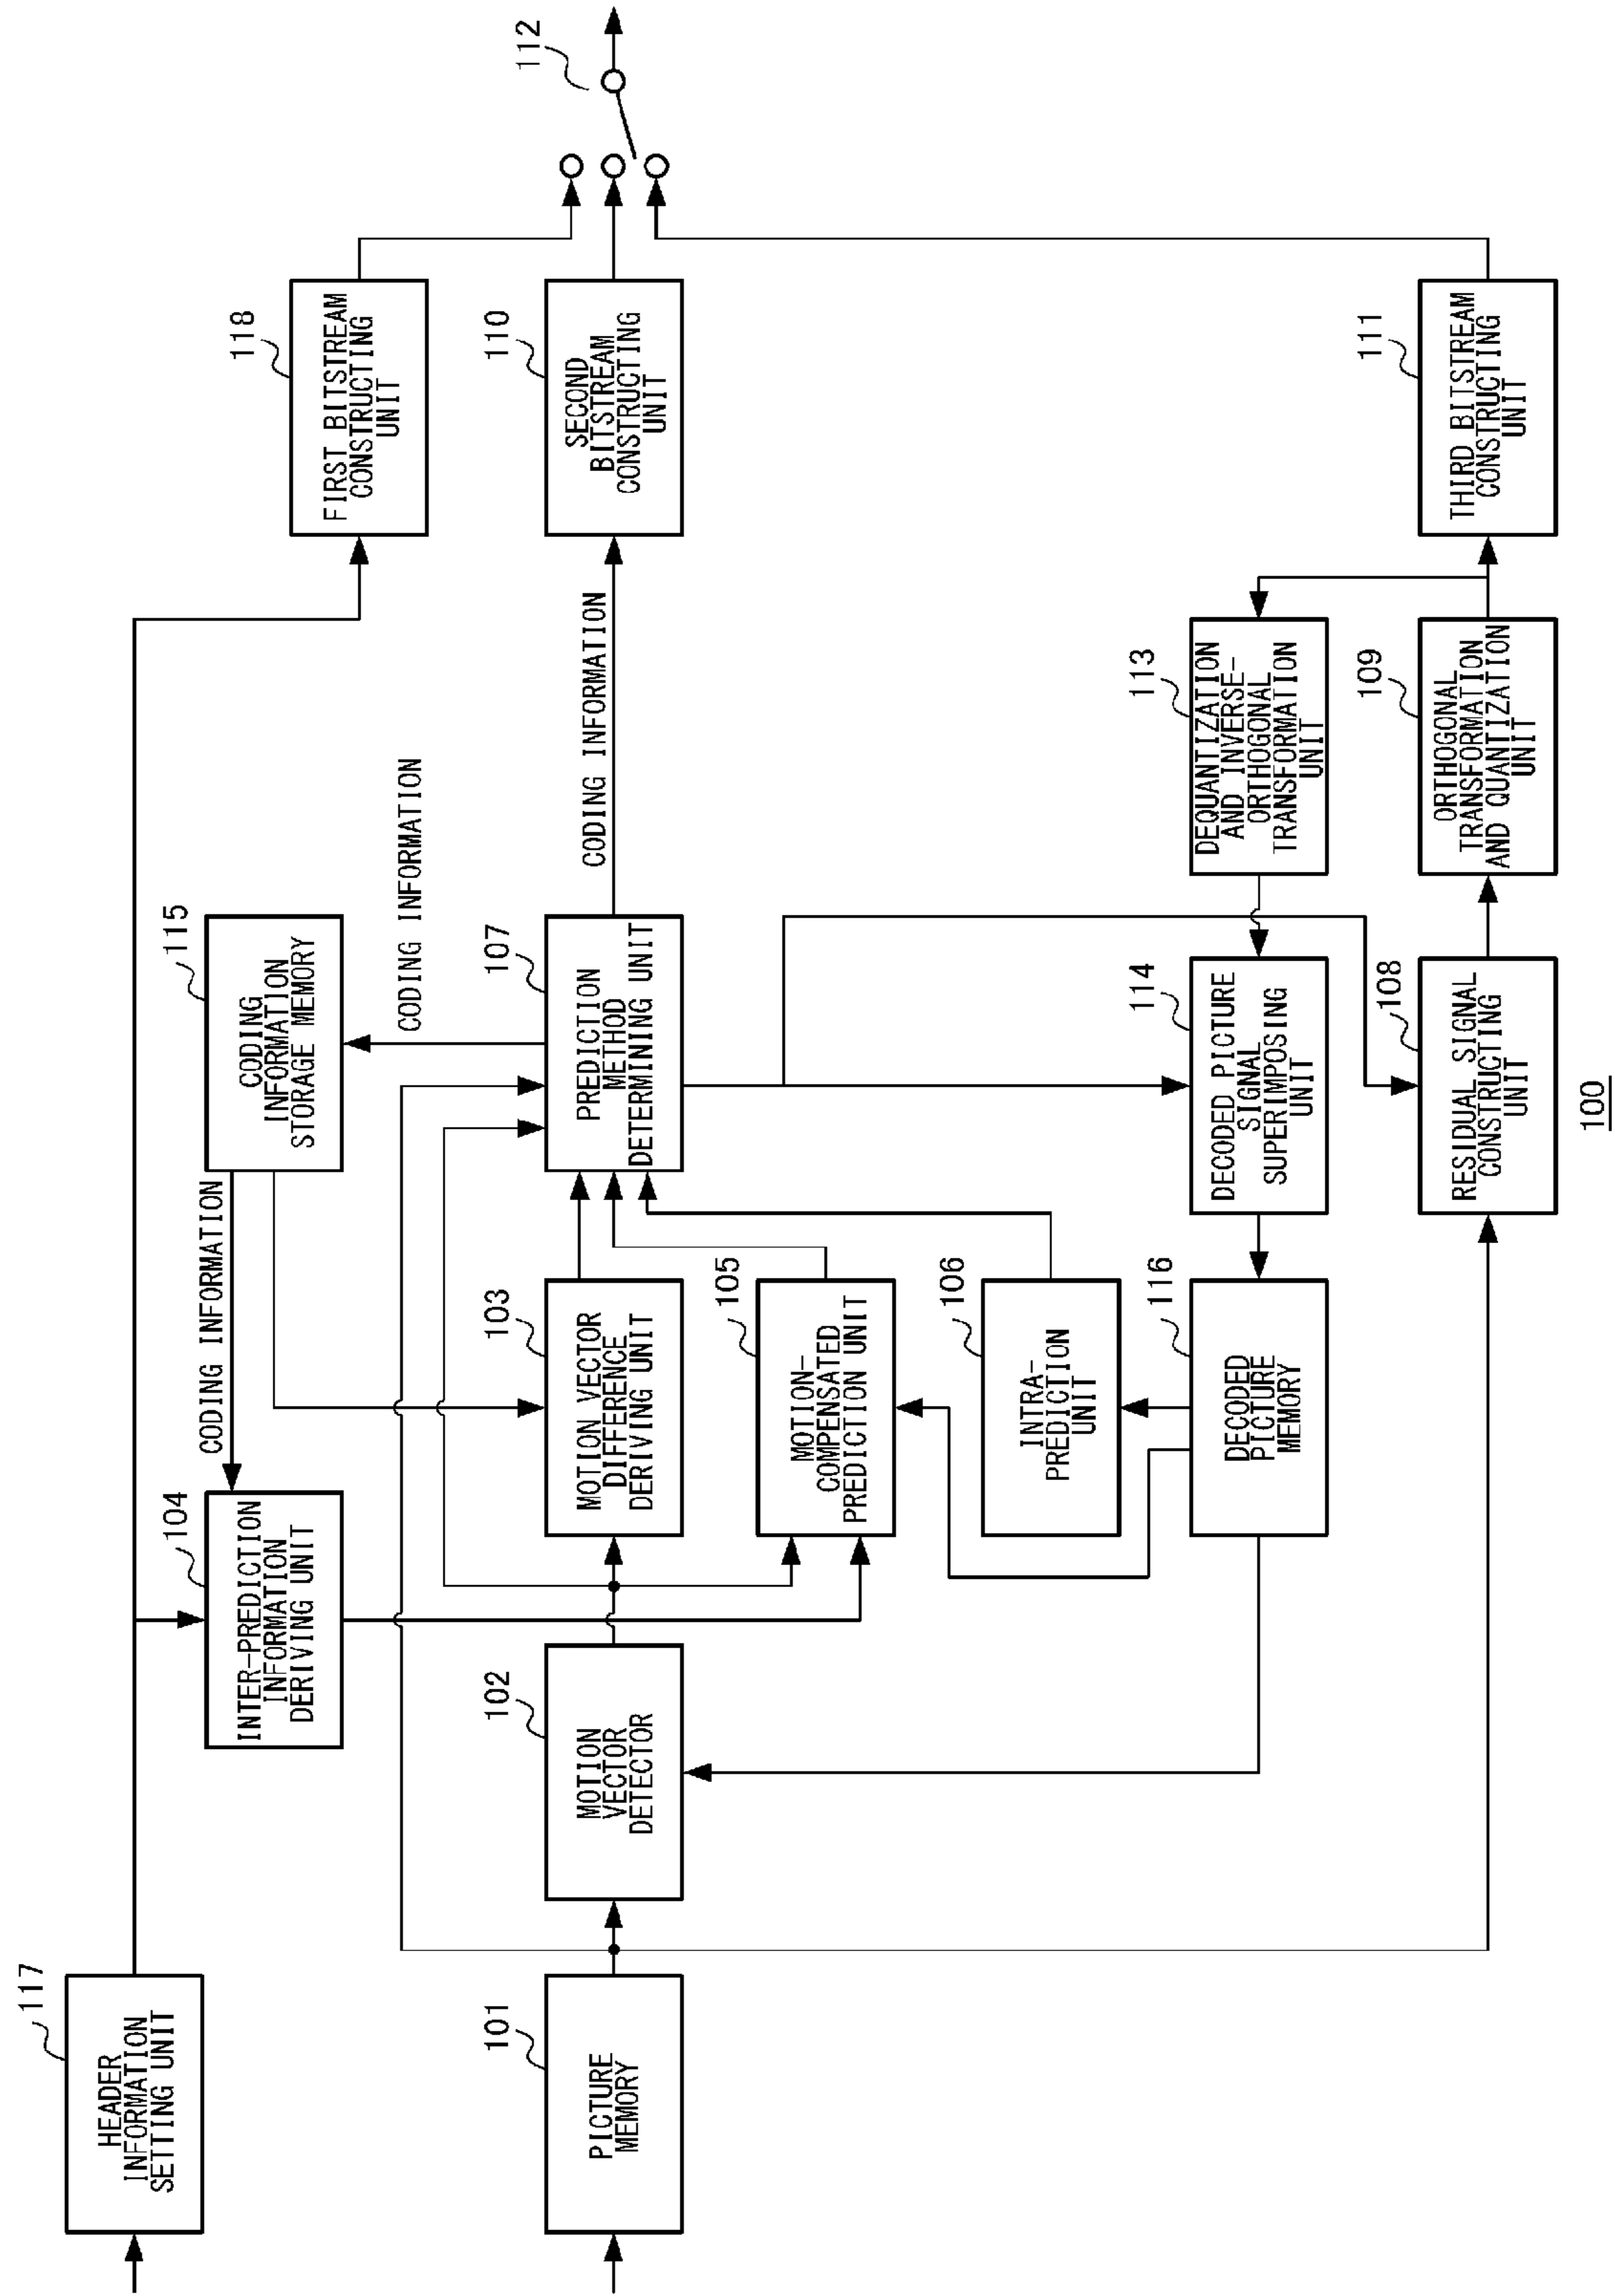 117
HEADER
INFORMATION
SETTING UNIT
104
INTER-PREDICTION
INFORMATION
DERIVING UNIT
CODING INFORMATION
115
CODING
INFORMATION
STORAGE MEMORY
CODING INFORMATION
118
FIRST BITSTREAM
CONSTRUCTING
UNIT
101
PICTURE
MEMORY
102
MOTION
VECTOR
DETECTOR
103
MOTION VECTOR
DIFFERENCE
DERIVING UNIT
107
PREDICTION
METHOD
DETERMINING UNIT
CODING INFORMATION
110
SECOND
BITSTREAM
CONSTRUCTING
UNIT
112
105
MOTION-
COMPENSATED
PREDICTION UNIT
106
INTRA-
PREDICTION
UNIT
116
DECODED
PICTURE
MEMORY
114
DECODED PICTURE
SIGNAL
SUPERIMPOSING
UNIT
113
DEQUANTIZATION
AND INVERSE-
ORTHOGONAL
TRANSFORMATION
UNIT
108
RESIDUAL SIGNAL
CONSTRUCTING
UNIT
109
ORTHOGONAL
TRANSFORMATION
AND QUANTIZATION
UNIT
111
THIRD BITSTREAM
CONSTRUCTING
UNIT
100